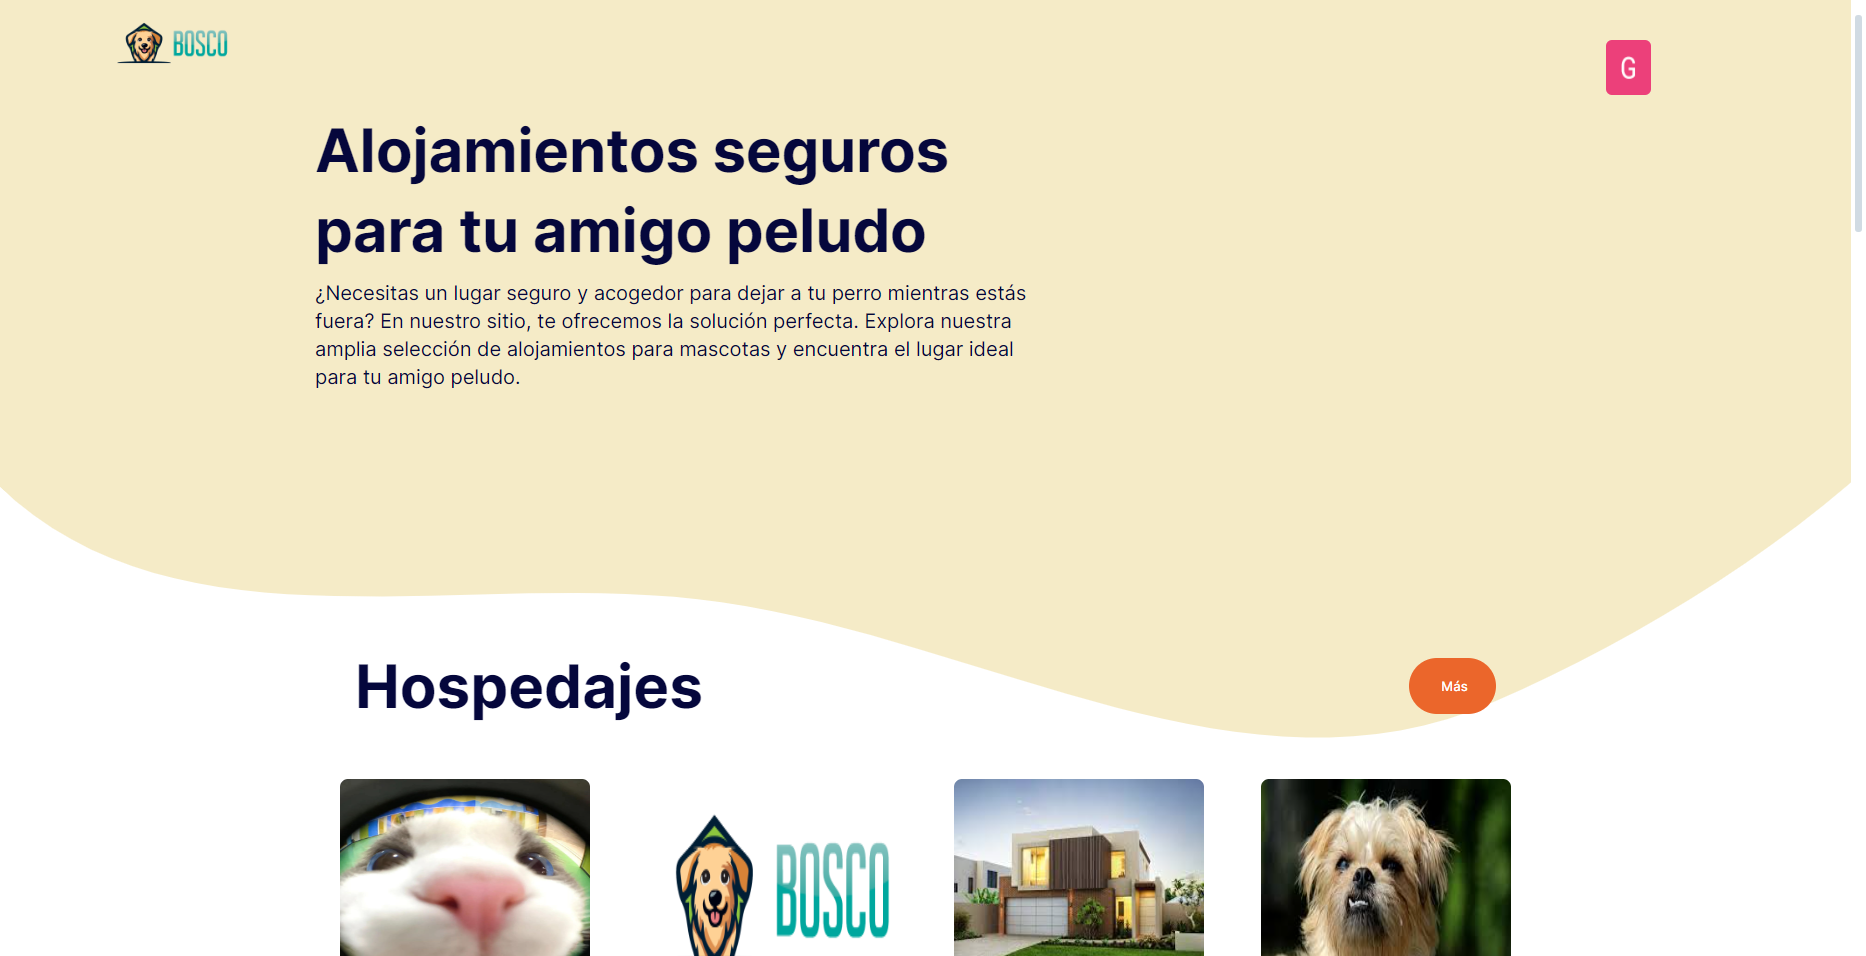 BOSCO
G
Alojamientos seguros
para tu amigo peludo
¿Necesitas un lugar seguro y acogedor para dejar a tu perro mientras estás
fuera? En nuestro sitio, te ofrecemos la solución perfecta. Explora nuestra
amplia selección de alojamientos para mascotas y encuentra el lugar ideal
para tu amigo peludo.
Hospedajes
Más
BOSCO